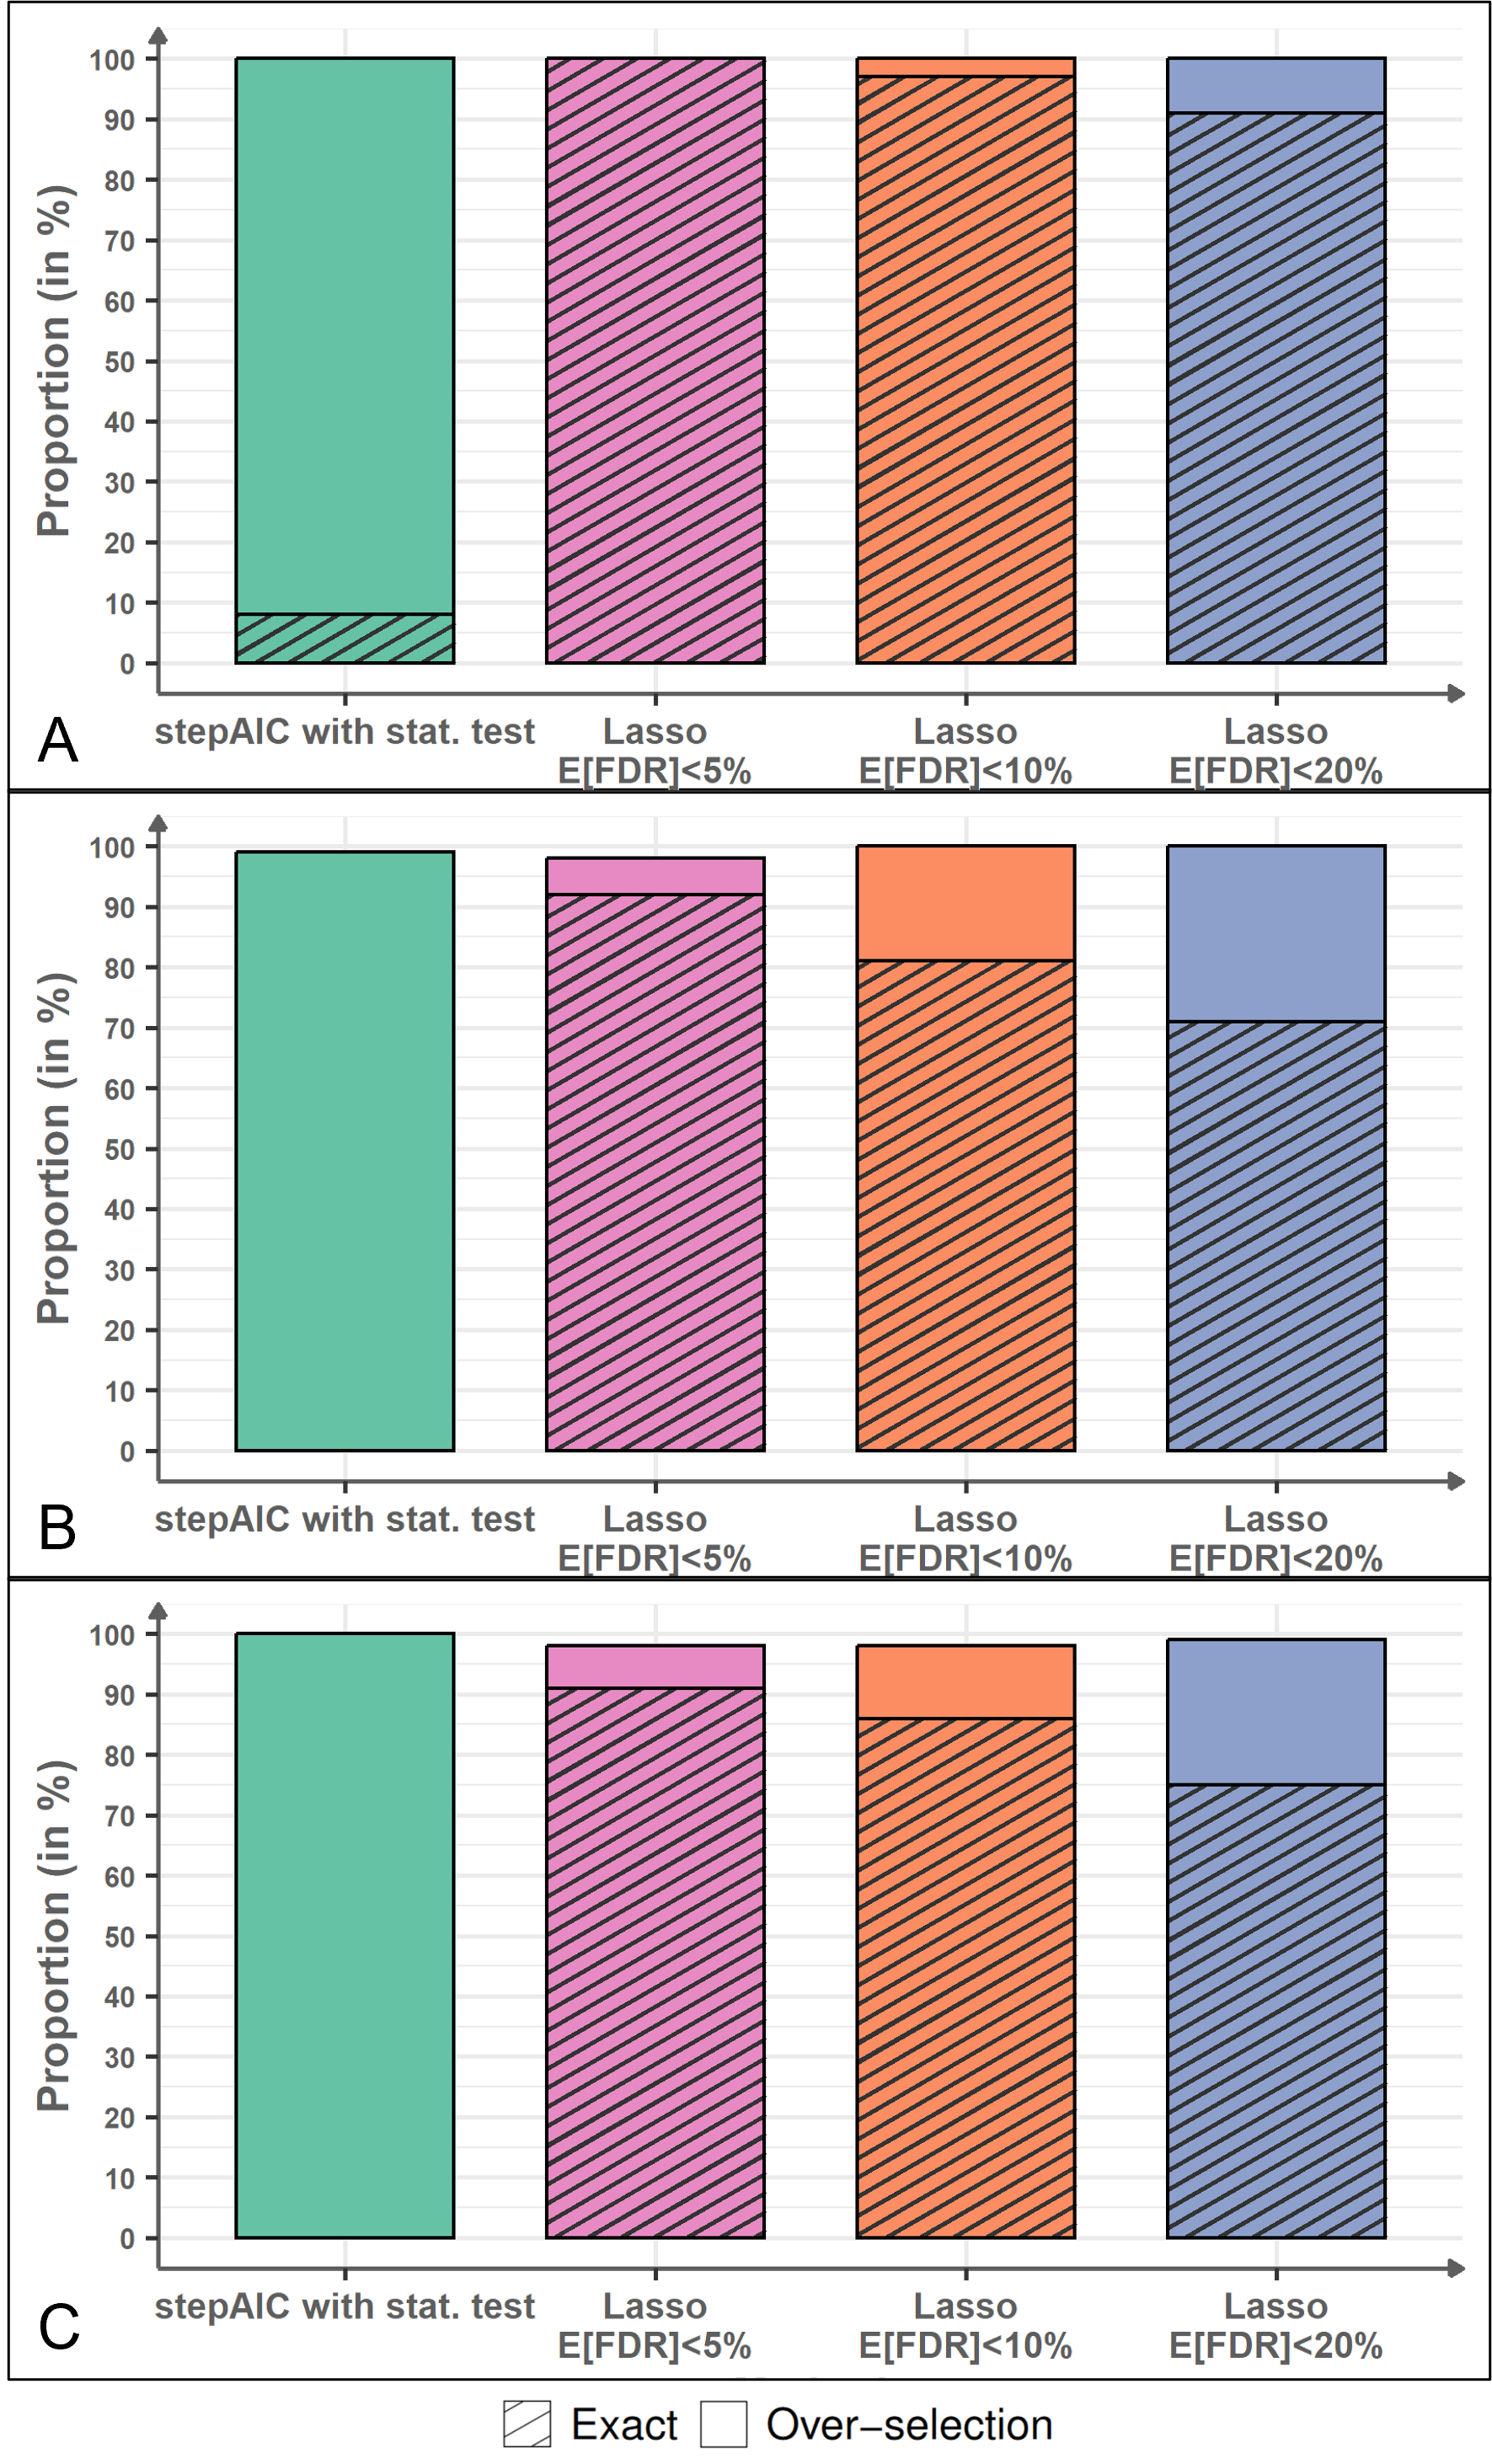 Proportion (in %)
100
90
80
70
60
50
40
30
20
10
0
stepAIC with stat. test
Lasso
E[FDR]<5%
Lasso
E[FDR]<10%
Lasso
E[FDR]<20%
A
Proportion (in %)
100
90
80
70
60
50
40
30
20
10
0
stepAIC with stat. test
Lasso
E[FDR]<5%
Lasso
E[FDR]<10%
Lasso
E[FDR]<20%
B
Proportion (in %)
100
90
80
70
60
50
40
30
20
10
0
stepAIC with stat. test
Lasso
E[FDR]<5%
Lasso
E[FDR]<10%
Lasso
E[FDR]<20%
C
Exact
Over−selection